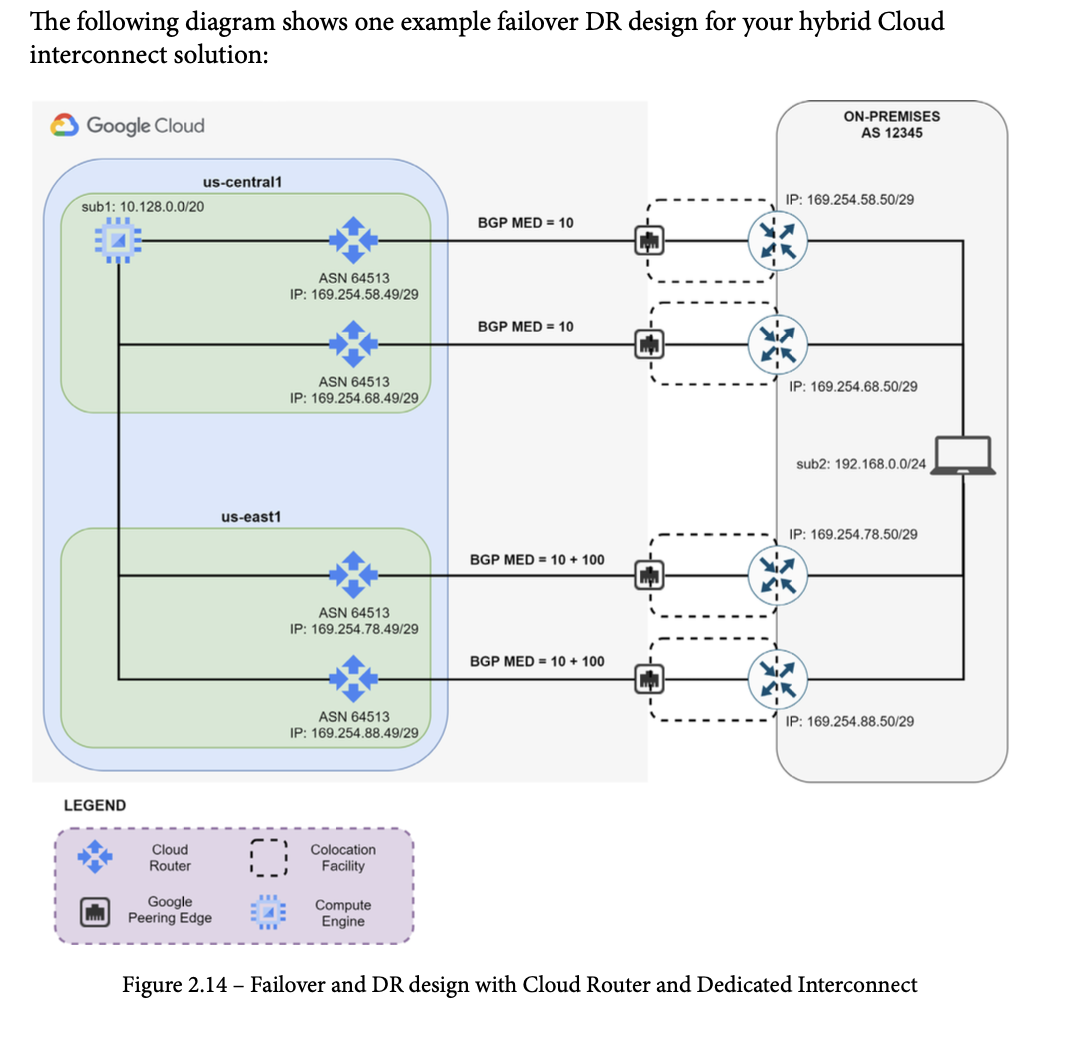 The following diagram shows one example failover DR design for your hybrid Cloud
interconnect solution:
Google Cloud
ON-PREMISES
AS 12345
us-central1
sub1: 10.128.0.0/20
IP: 169.254.58.50/29
BGP MED = 10
ASN 64513
IP: 169.254.58.49/29
BGP MED = 10
ASN 64513
IP: 169.254.68.49/29
IP: 169.254.68.50/29
sub2: 192.168.0.0/24
us-east1
IP: 169.254.78.50/29
BGP MED = 10 + 100
ASN 64513
IP: 169.254.78.49/29
BGP MED = 10 + 100
ASN 64513
IP: 169.254.88.49/29
IP: 169.254.88.50/29
LEGEND
Cloud
Router
Colocation
Facility
Google
Peering Edge
Compute
Engine
Figure 2.14 – Failover and DR design with Cloud Router and Dedicated Interconnect